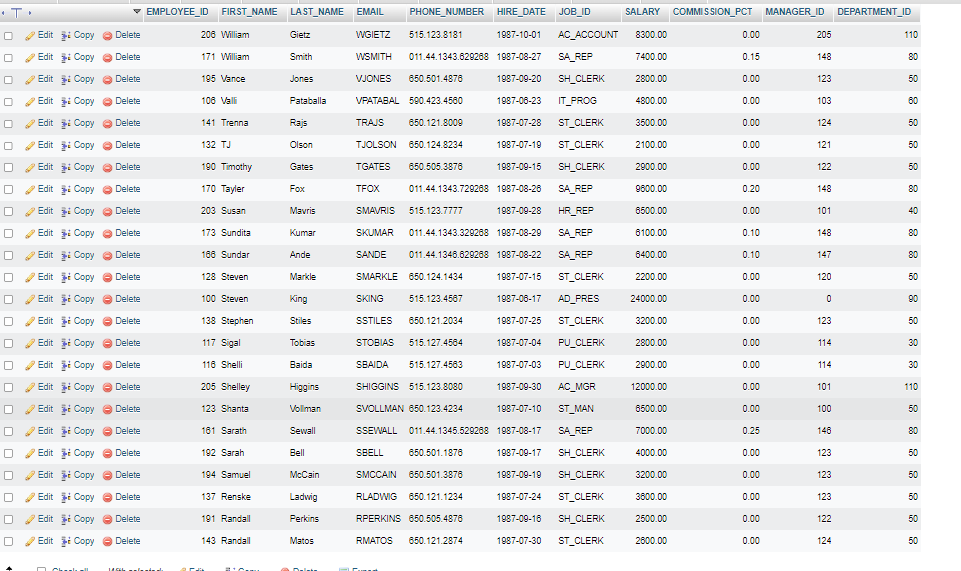 EMPLOYEE_ID FIRST_NAME LAST_NAME EMAIL PHONE_NUMBER HIRE_DATE JOB_ID SALARY COMMISSION_PCT MANAGER_ID DEPARTMENT_ID
Edit Copy Delete 206 William Gietz WGIETZ 515.123.8181 1987-10-01 AC_ACCOUNT 8300.00 0.00 205 110
Edit Copy Delete 171 William Smith WSMITH 011.44.1343.629268 1987-08-27 SA_REP 7400.00 0.15 148 80
Edit Copy Delete 195 Vance Jones VJONES 650.501.4876 1987-09-20 SH_CLERK 2800.00 0.00 123 50
Edit Copy Delete 106 Valli Pataballa VPATABAL 590.423.4560 1987-06-23 IT_PROG 4800.00 0.00 103 60
Edit Copy Delete 141 Trenna Rajs TRAJS 650.121.8009 1987-07-28 ST_CLERK 3500.00 0.00 124 50
Edit Copy Delete 132 TJ Olson TJOLSON 650.124.8234 1987-07-19 ST_CLERK 2100.00 0.00 121 50
Edit Copy Delete 190 Timothy Gates TGATES 650.505.3876 1987-09-15 SH_CLERK 2900.00 0.00 122 50
Edit Copy Delete 170 Tayler Fox TFOX 011.44.1343.729268 1987-08-26 SA_REP 9600.00 0.20 148 80
Edit Copy Delete 203 Susan Mavris SMAVRIS 515.123.7777 1987-09-28 HR_REP 6500.00 0.00 101 40
Edit Copy Delete 173 Sundita Kumar SKUMAR 011.44.1343.329268 1987-08-29 SA_REP 6100.00 0.10 148 80
Edit Copy Delete 166 Sundar Ande SANDE 011.44.1346.629268 1987-08-22 SA_REP 6400.00 0.10 147 80
Edit Copy Delete 128 Steven Markle SMARKLE 650.124.1434 1987-07-15 ST_CLERK 2200.00 0.00 120 50
Edit Copy Delete 100 Steven King SKING 515.123.4567 1987-06-17 AD_PRES 24000.00 0.00 0 90
Edit Copy Delete 138 Stephen Stiles SSTILES 650.121.2034 1987-07-25 ST_CLERK 3200.00 0.00 123 50
Edit Copy Delete 117 Sigal Tobias STOBIAS 515.127.4564 1987-07-04 PU_CLERK 2800.00 0.00 114 30
Edit Copy Delete 116 Shelli Baida SBAIDA 515.127.4563 1987-07-03 PU_CLERK 2900.00 0.00 114 30
Edit Copy Delete 205 Shelley Higgins SHIGGINS 515.123.8080 1987-09-30 AC_MGR 12000.00 0.00 101 110
Edit Copy Delete 123 Shanta Vollman SVOLLMAN 650.123.4234 1987-07-10 ST_MAN 6500.00 0.00 100 50
Edit Copy Delete 161 Sarath Sewall SSEWALL 011.44.1345.529268 1987-08-17 SA_REP 7000.00 0.25 146 80
Edit Copy Delete 192 Sarah Bell SBELL 650.501.1876 1987-09-17 SH_CLERK 4000.00 0.00 123 50
Edit Copy Delete 194 Samuel McCain SMCCAIN 650.501.3876 1987-09-19 SH_CLERK 3200.00 0.00 123 50
Edit Copy Delete 137 Renske Ladwig RLADWIG 650.121.1234 1987-07-24 ST_CLERK 3600.00 0.00 123 50
Edit Copy Delete 191 Randall Perkins RPERKINS 650.505.4876 1987-09-16 SH_CLERK 2500.00 0.00 122 50
Edit Copy Delete 143 Randall Matos RMATOS 650.121.2874 1987-07-30 ST_CLERK 2600.00 0.00 124 50
Check all With selected: Edit Copy Delete Export